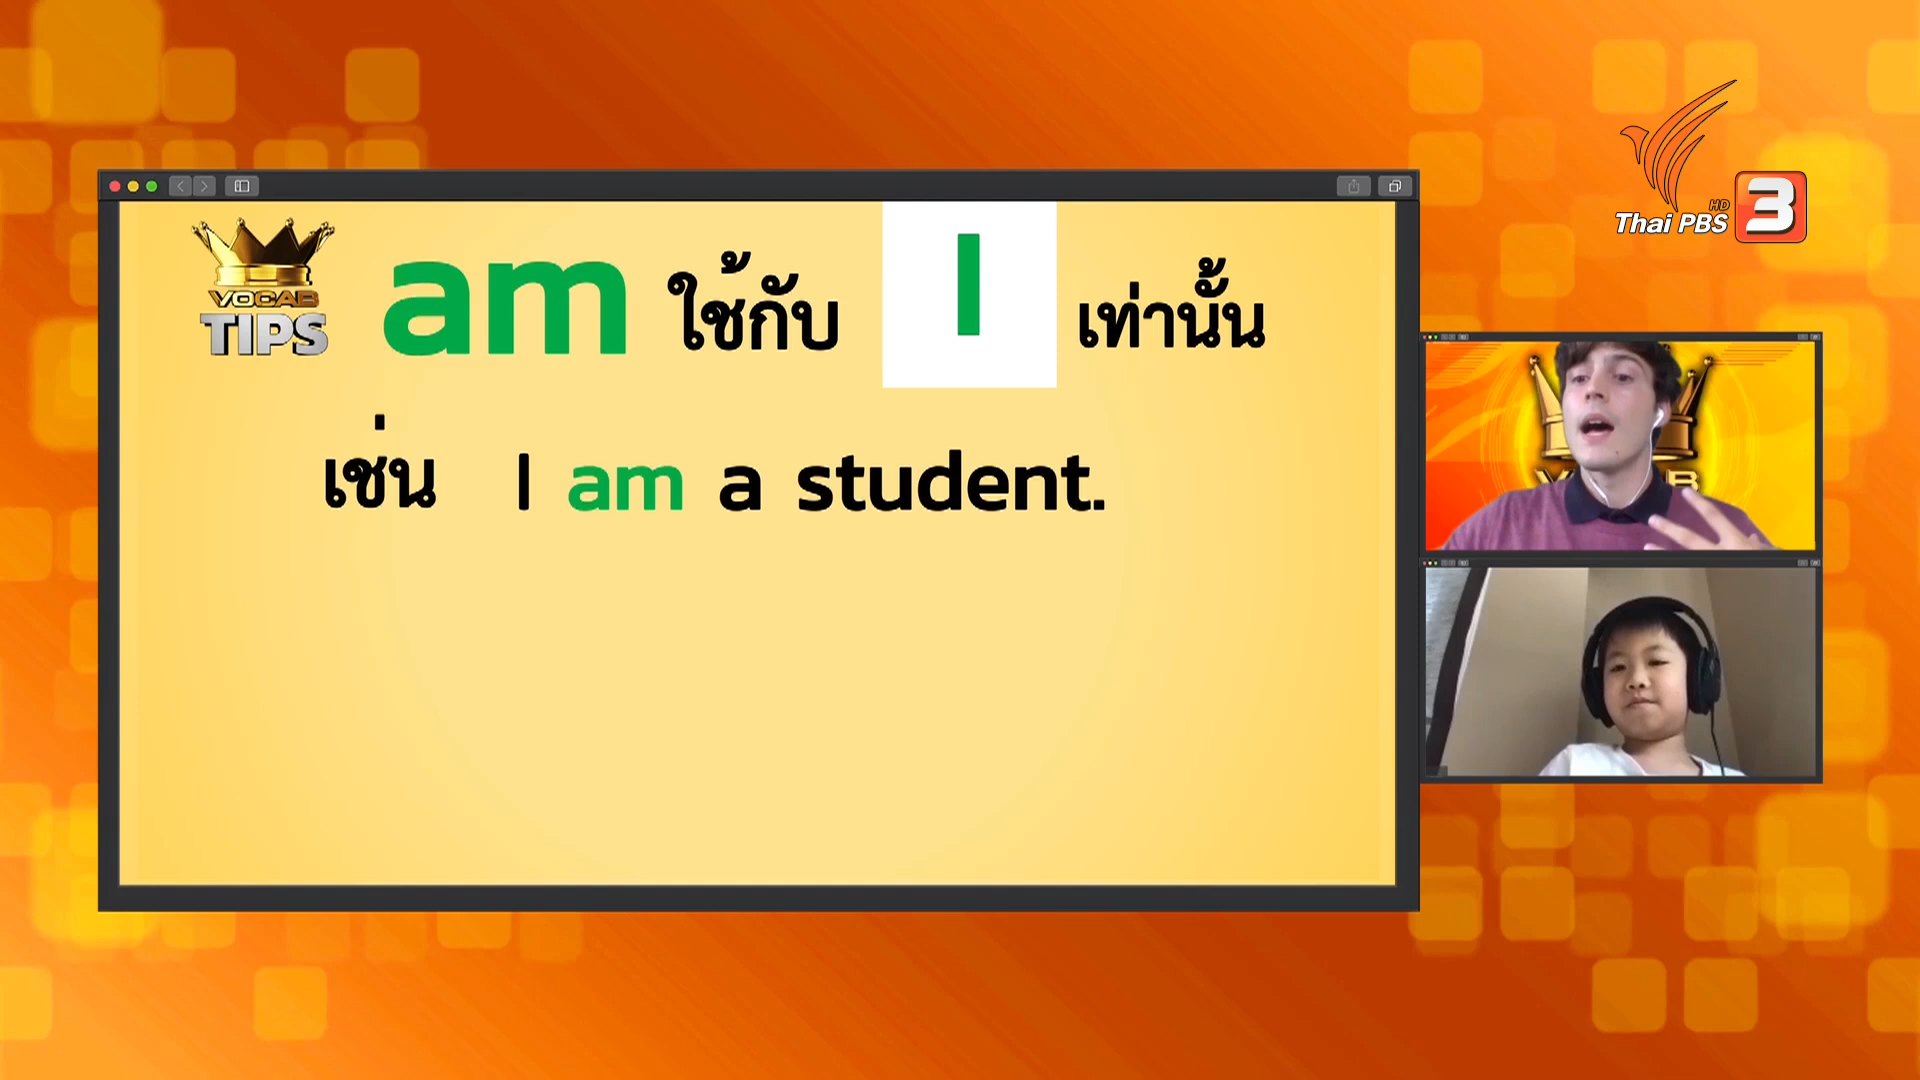 HD
Thai PBS 3
VOCAB
TIPS
am ใช้กับ I เท่านั้น
เช่น I am a student.